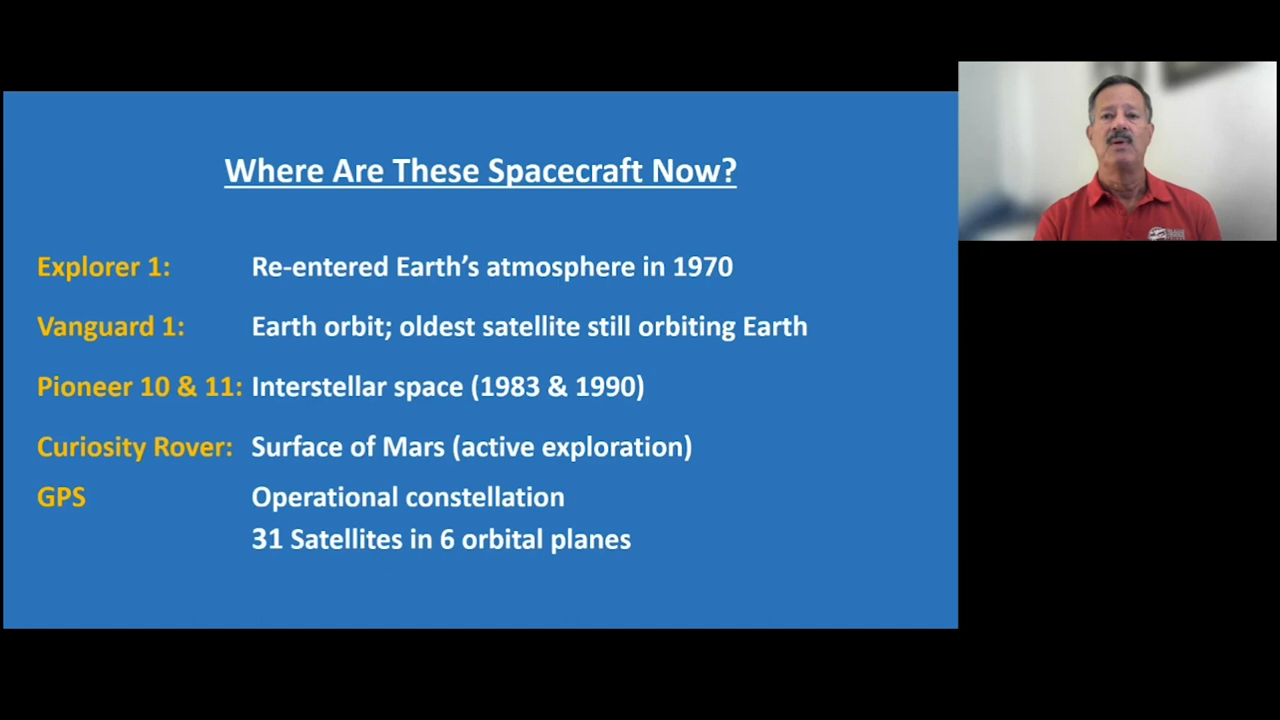 Where Are These Spacecraft Now?
Explorer 1: Re-entered Earth's atmosphere in 1970
Vanguard 1: Earth orbit; oldest satellite still orbiting Earth
Pioneer 10 & 11: Interstellar space (1983 & 1990)
Curiosity Rover: Surface of Mars (active exploration)
GPS Operational constellation
31 Satellites in 6 orbital planes